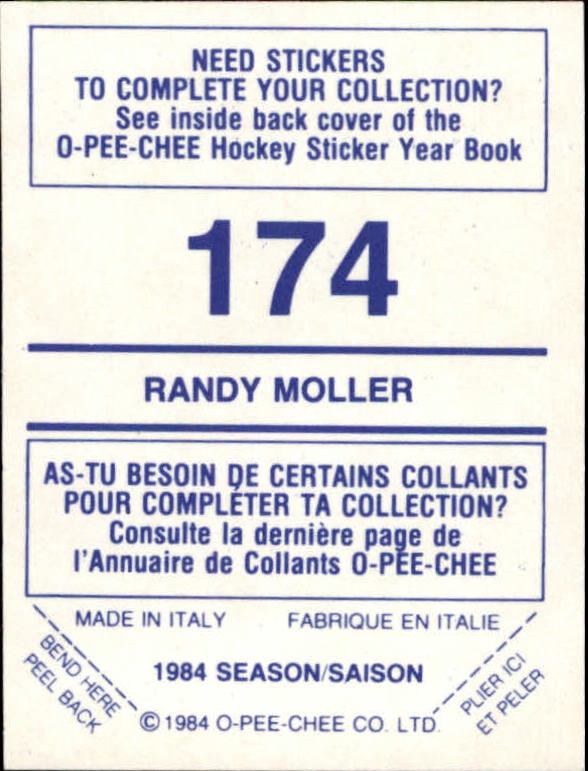 NEED STICKERS
TO COMPLETE YOUR COLLECTION?
See inside back cover of the
O-PEE-CHEE Hockey Sticker Year Book
174
RANDY MOLLER
AS-TU BESOIN DE CERTAINS COLLANTS
POUR COMPLÉTER TA COLLECTION?
Consulte la dernière page de
l'Annuaire de Collants O-PEE-CHEE
MADE IN ITALY FABRIQUE EN ITALIE
BEND HERE
PEEL BACK
1984 SEASON/SAISON
PLIER ICI
ET PELER
© 1984 O-PEE-CHEE CO. LTD.